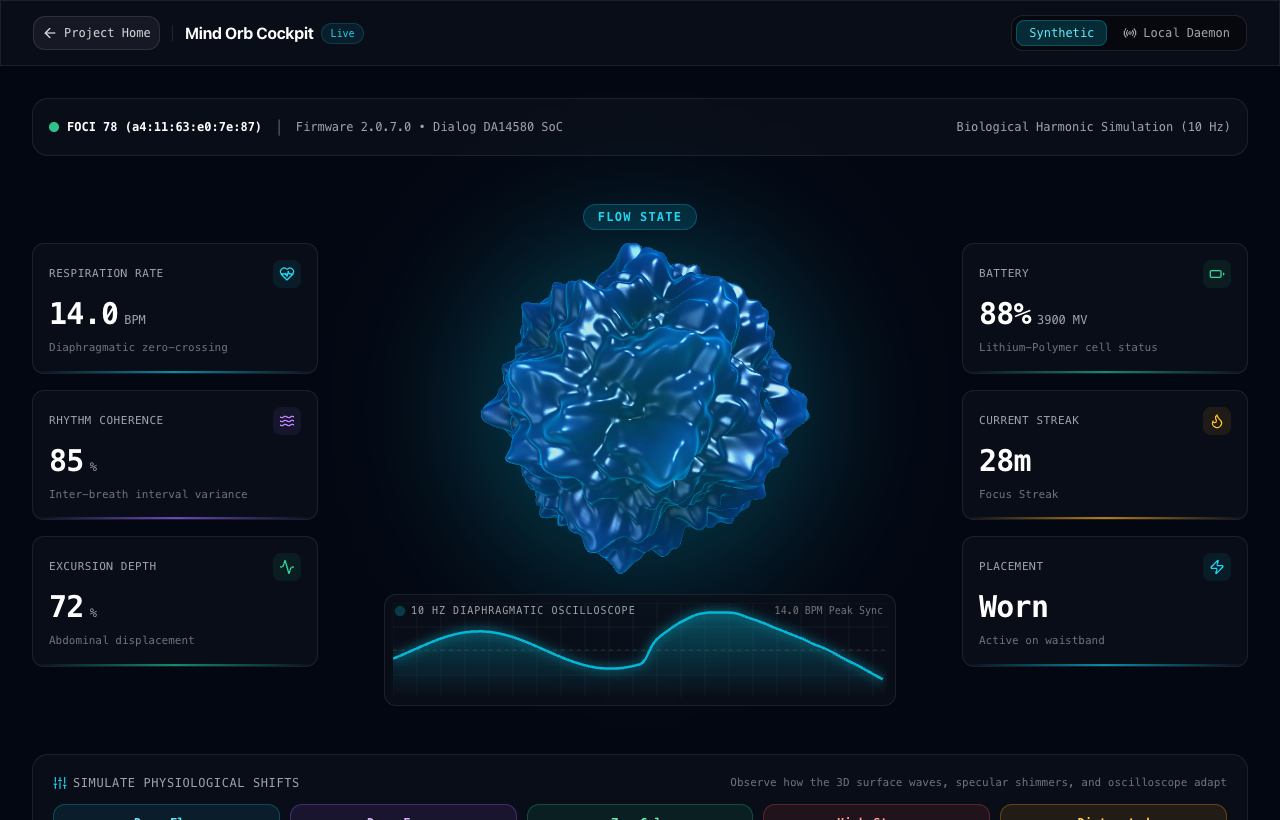 Project Home
Mind Orb Cockpit
Live
Synthetic
Local Daemon
FOCI 78 (a4:11:63:e0:7e:87) | Firmware 2.0.7.0 • Dialog DA14580 SoC
Biological Harmonic Simulation (10 Hz)
FLOW STATE
RESPIRATION RATE
14.0 BPM
Diaphragmatic zero-crossing
RHYTHM COHERENCE
85 %
Inter-breath interval variance
EXCURSION DEPTH
72 %
Abdominal displacement
BATTERY
88% 3900 MV
Lithium-Polymer cell status
CURRENT STREAK
28m
Focus Streak
PLACEMENT
Worn
Active on waistband
10 HZ DIAPHRAGMATIC OSCILLOSCOPE
14.0 BPM Peak Sync
SIMULATE PHYSIOLOGICAL SHIFTS
Observe how the 3D surface waves, specular shimmers, and oscilloscope adapt